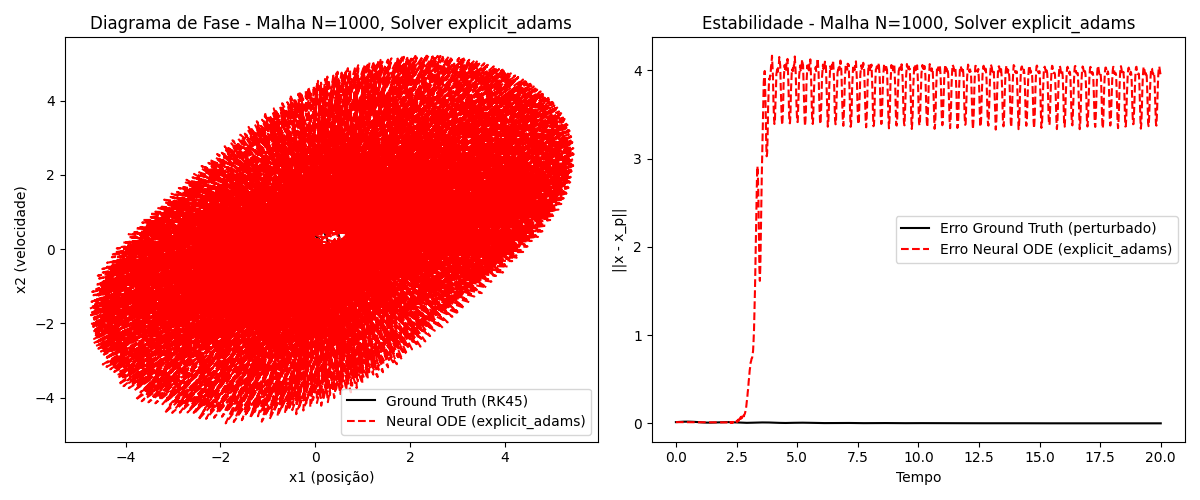 Diagrama de Fase - Malha N=1000, Solver explicit_adams
x2 (velocidade)
4
2
0
−2
−4
−4
−2
0
2
4
x1 (posição)
Ground Truth (RK45)
Neural ODE (explicit_adams)
Estabilidade - Malha N=1000, Solver explicit_adams
||x - x_p||
4
3
2
1
0
0.0
2.5
5.0
7.5
10.0
12.5
15.0
17.5
20.0
Tempo
Erro Ground Truth (perturbado)
Erro Neural ODE (explicit_adams)